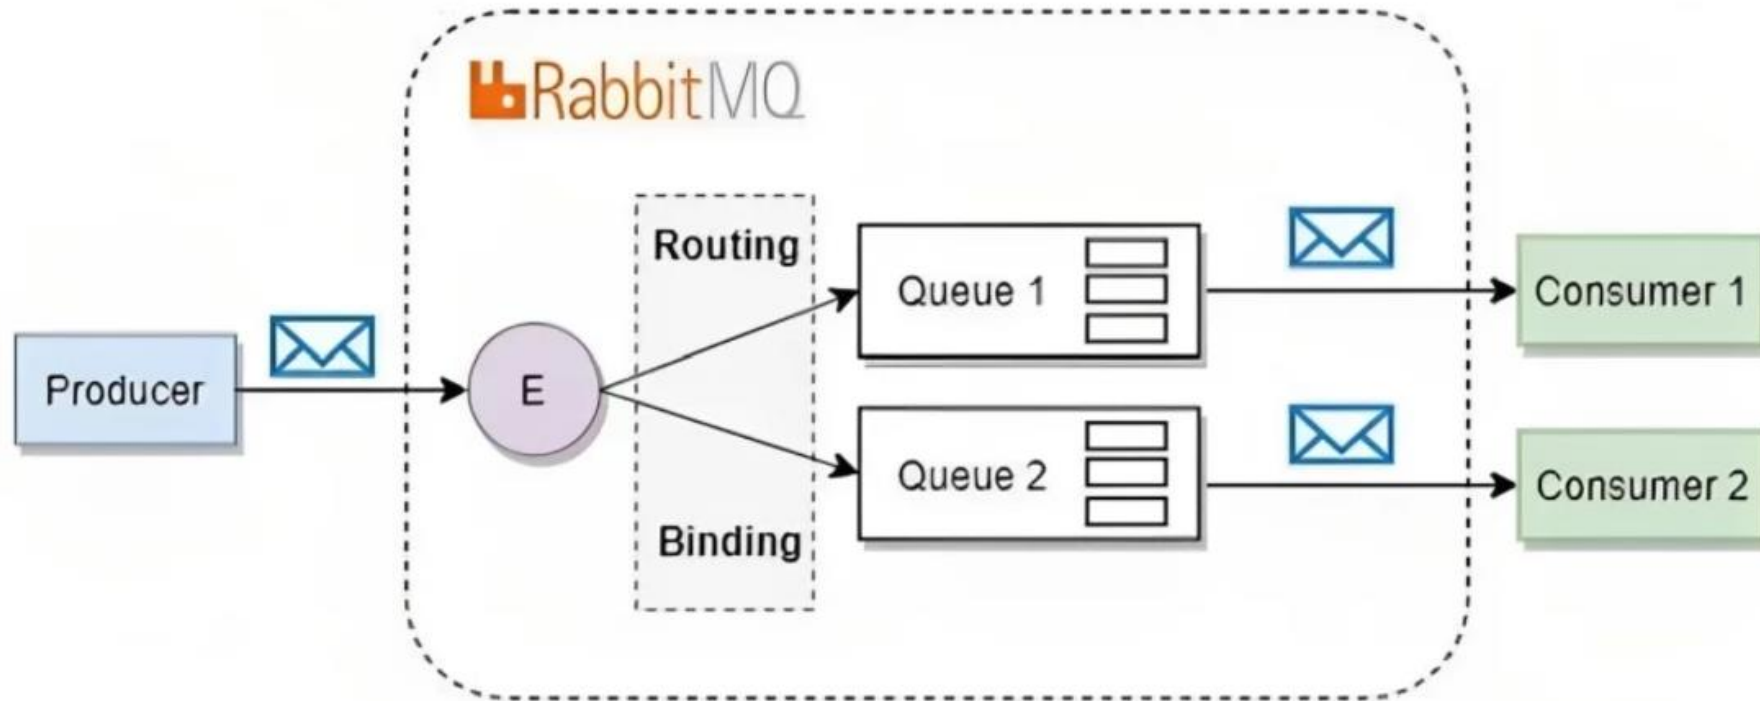 RabbitMQ
Routing
Queue 1
Consumer 1
Producer
E
Queue 2
Consumer 2
Binding